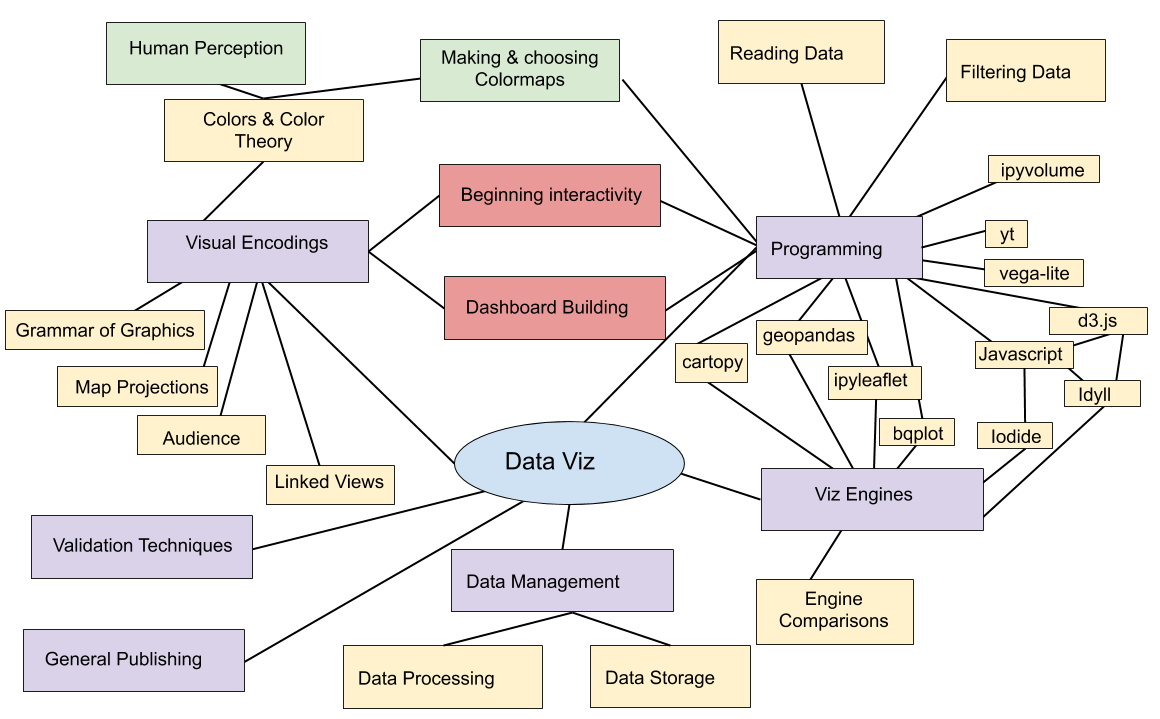 Human Perception
Making & choosing
Colormaps
Reading Data
Filtering Data
Colors & Color
Theory
ipyvolume
Beginning interactivity
Visual Encodings
yt
Programming
vega-lite
Dashboard Building
d3.js
Grammar of Graphics
geopandas
Javascript
cartopy
Map Projections
ipyleaflet
Idyll
Audience
bqplot
Iodide
Data Viz
Linked Views
Viz Engines
Validation Techniques
Data Management
Engine
Comparisons
General Publishing
Data Processing
Data Storage